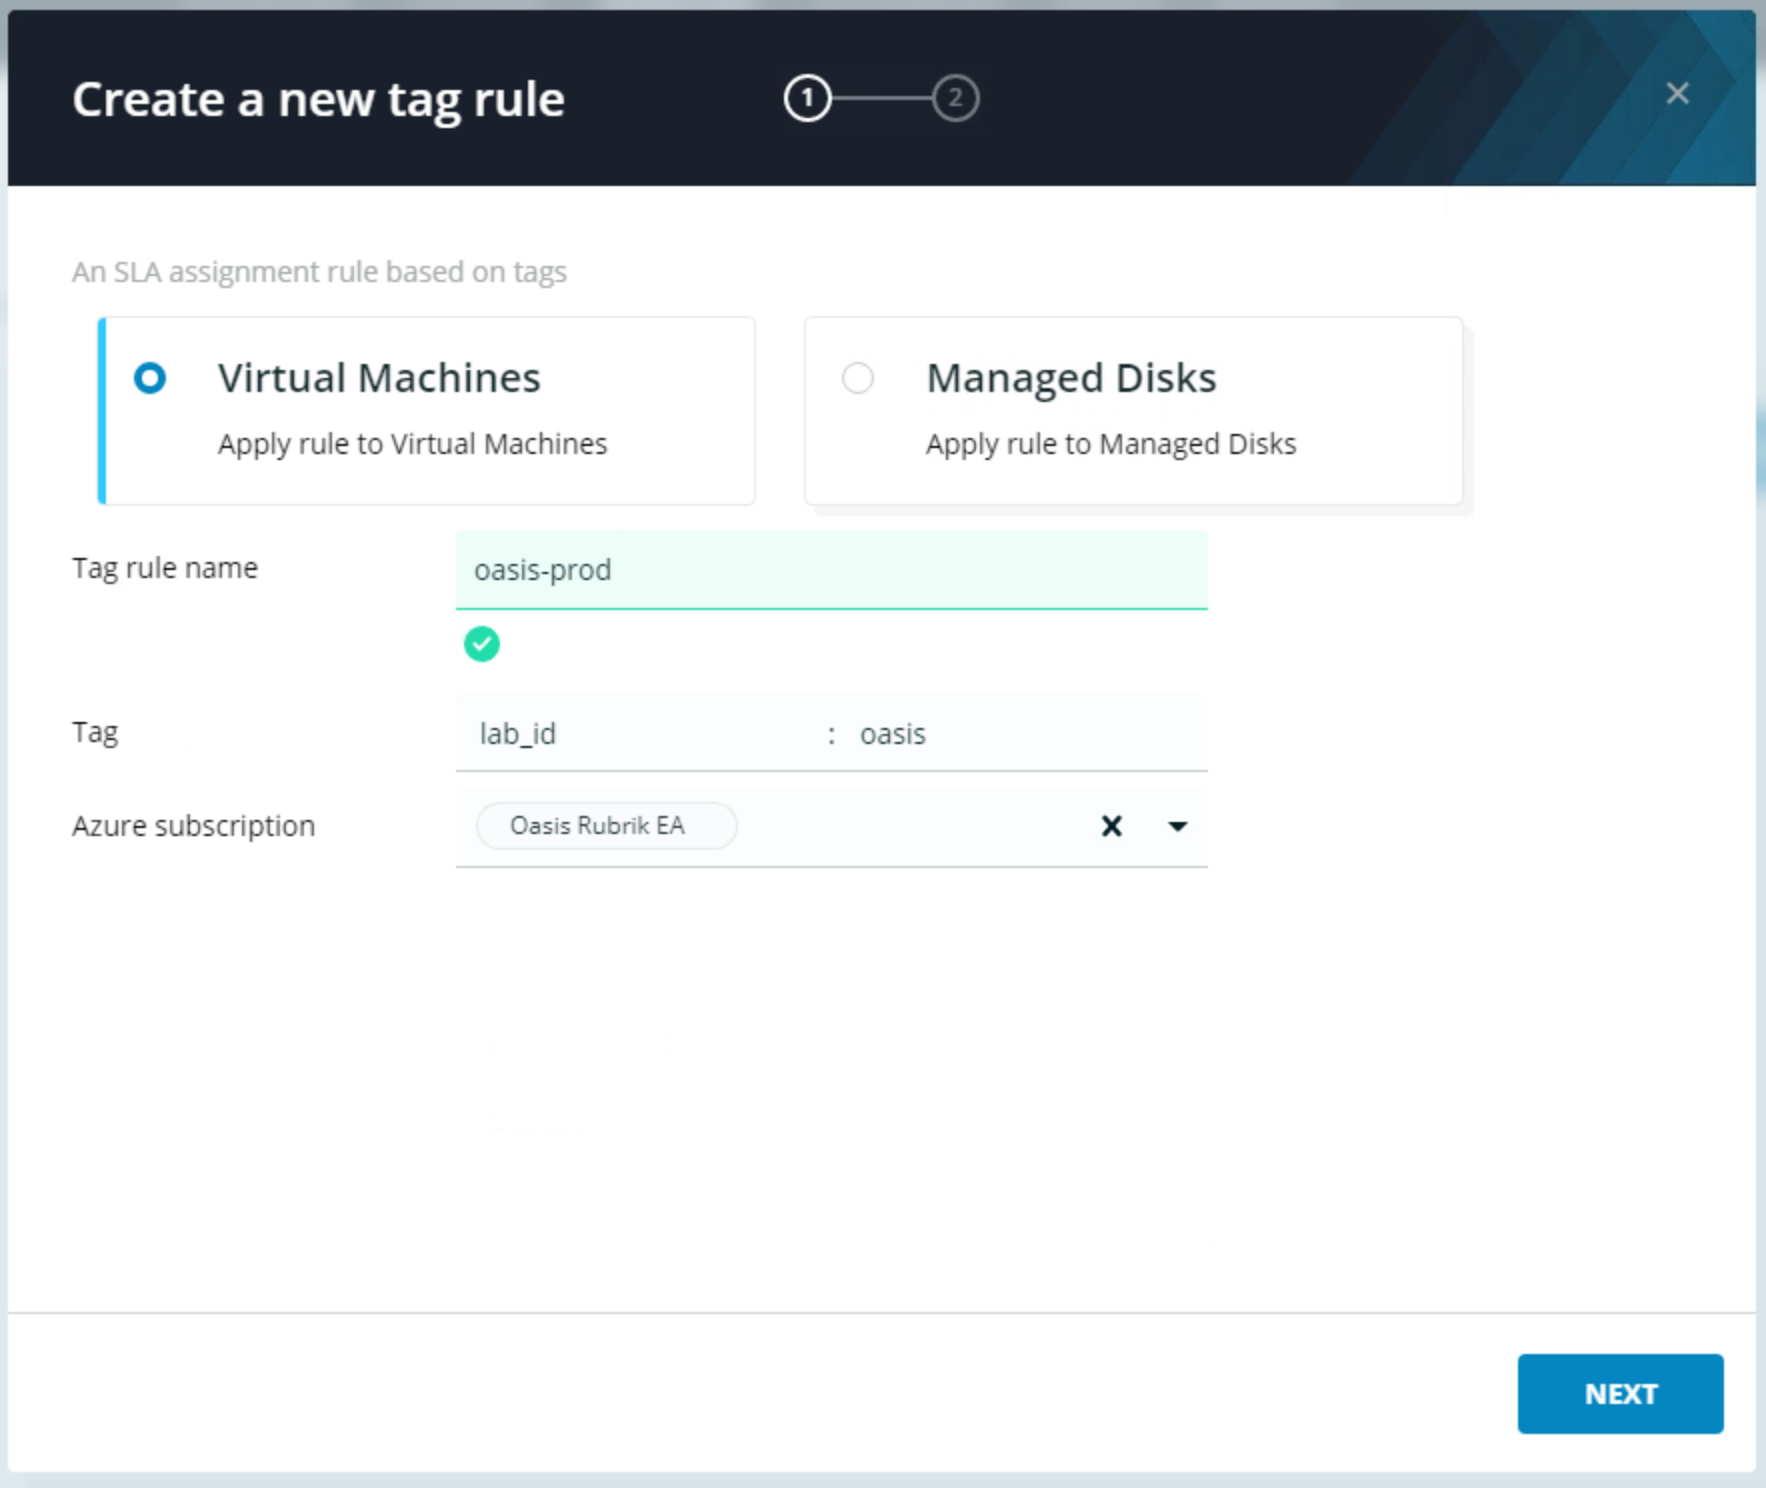 Create a new tag rule
1 2
An SLA assignment rule based on tags
Virtual Machines
Apply rule to Virtual Machines
Managed Disks
Apply rule to Managed Disks
Tag rule name oasis-prod
Tag lab_id : oasis
Azure subscription Oasis Rubrik EA
NEXT